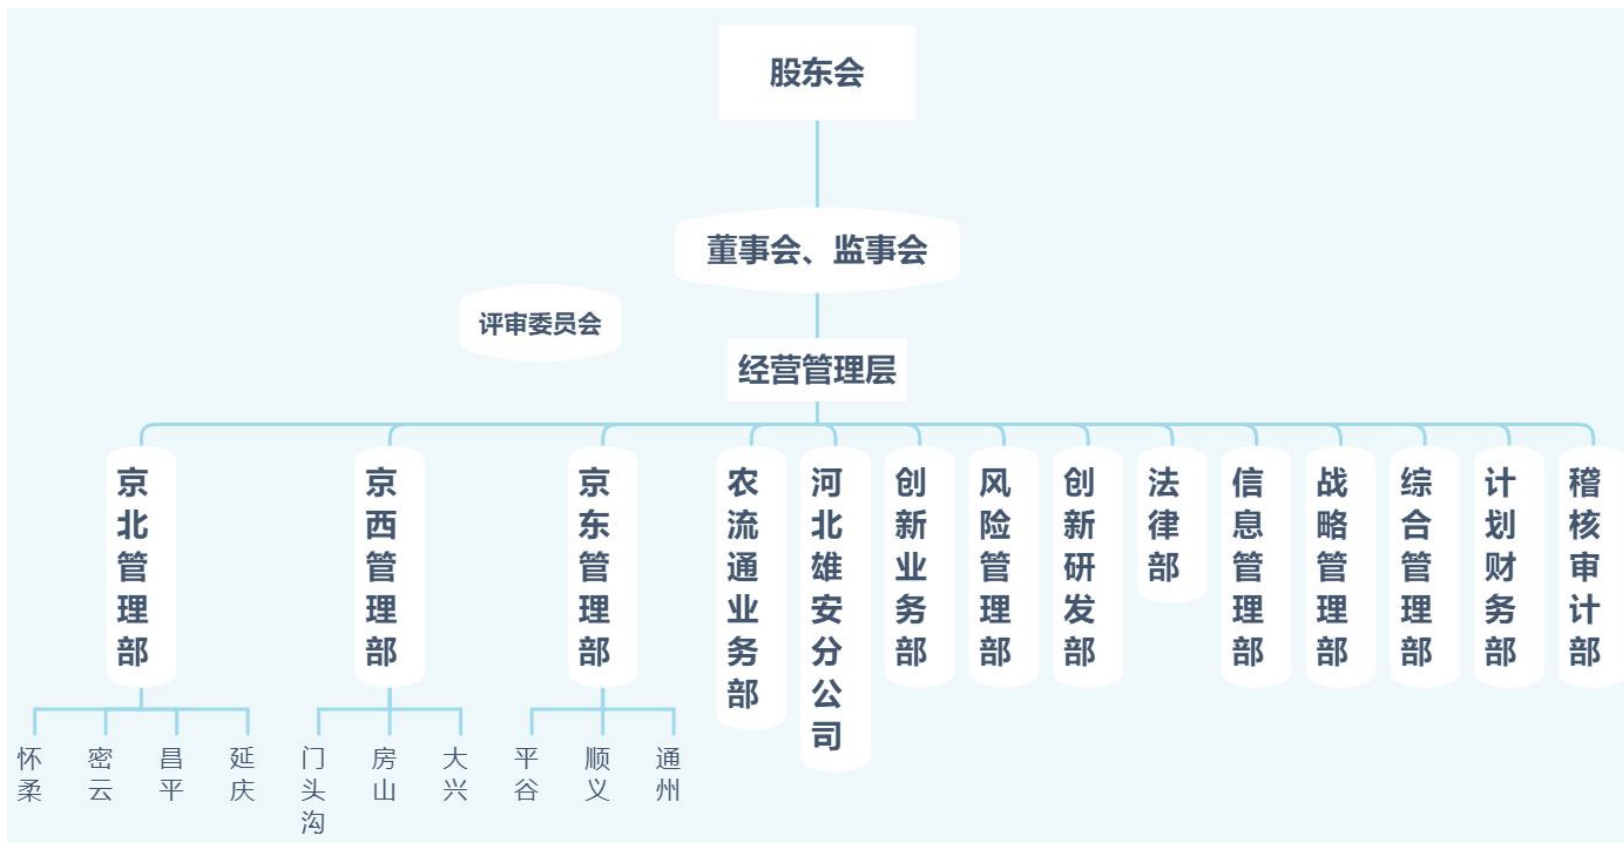 股东会
董事会、监事会
评审委员会
经营管理层
京北管理部
京西管理部
京东管理部
农流通业务部
河北雄安分公司
创新业务部
风险管理部
创新研发部
法律部
信息管理部
战略管理部
综合管理部
计划财务部
稽核审计部
怀柔
密云
昌平
延庆
门头沟
房山
大兴
平谷
顺义
通州